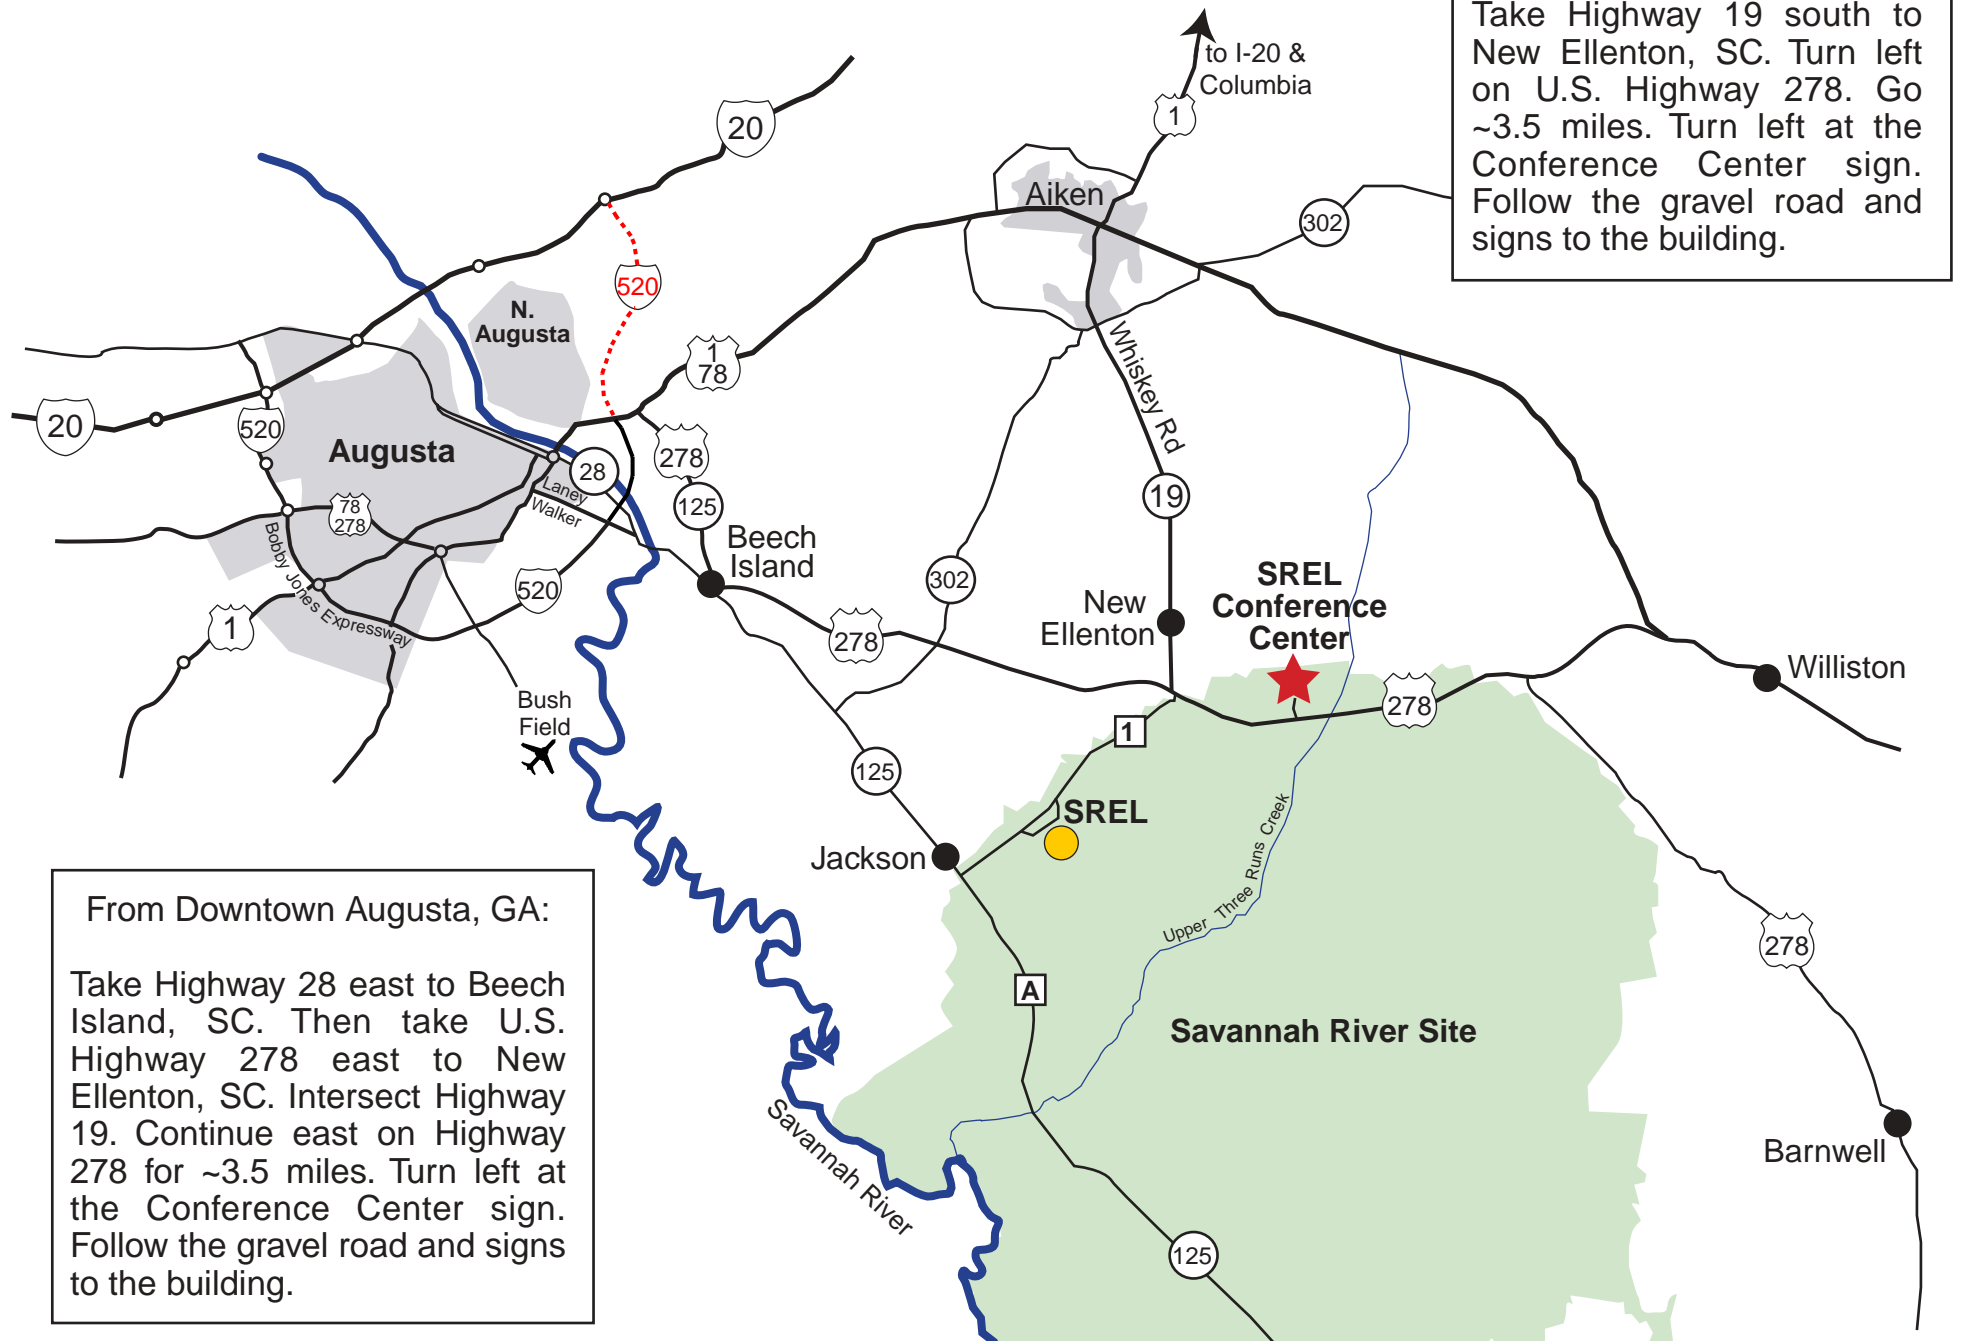 Take Highway 19 south to
New Ellenton, SC. Turn left
on U.S. Highway 278. Go
~3.5 miles. Turn left at the
Conference Center sign.
Follow the gravel road and
signs to the building.
to I-20 &
Columbia
1
20
Aiken
302
520
N.
Augusta
1
78
Whiskey Rd
20
520
Augusta
278
28
Laney
Walker
19
125
78
278
Beech
Island
Bobby Jones Expressway
520
302
SREL
Conference
Center
New
Ellenton
1
278
Williston
278
Bush
Field
1
125
SREL
Jackson
Upper Three Runs Creek
278
A
Savannah River Site
Savannah River
Barnwell
125
From Downtown Augusta, GA:
Take Highway 28 east to Beech
Island, SC. Then take U.S.
Highway 278 east to New
Ellenton, SC. Intersect Highway
19. Continue east on Highway
278 for ~3.5 miles. Turn left at
the Conference Center sign.
Follow the gravel road and signs
to the building.